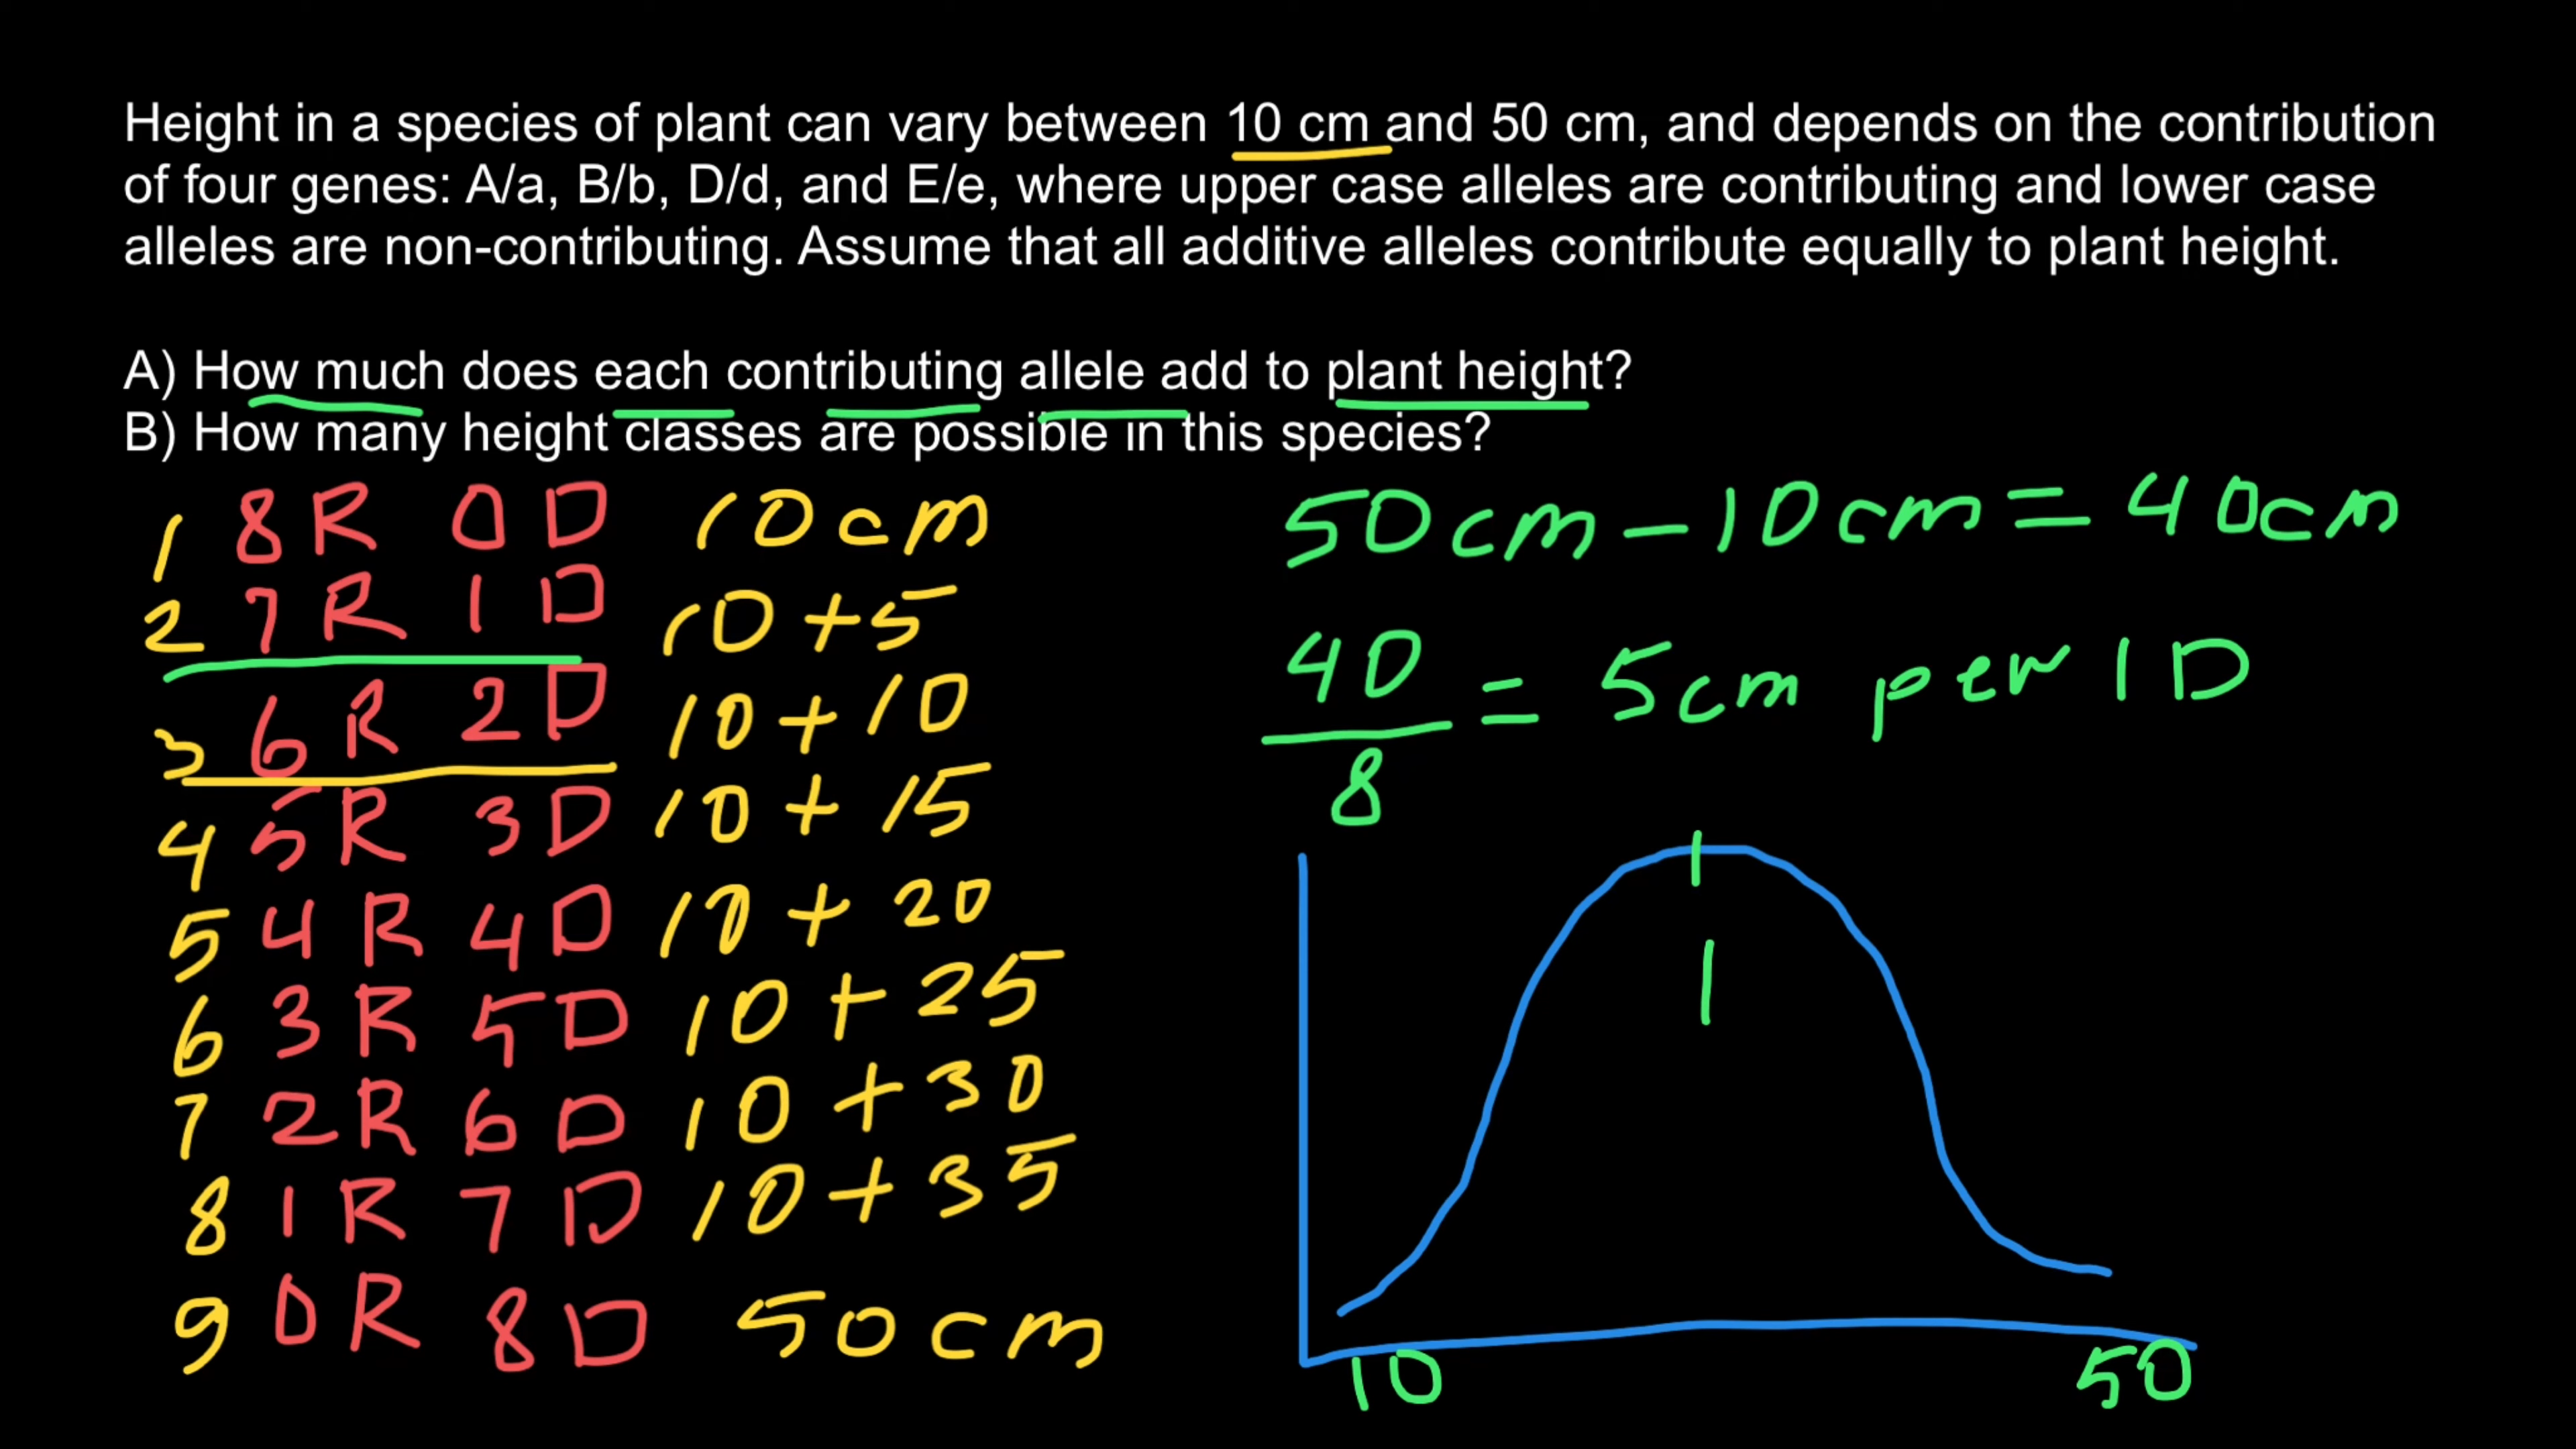 Height in a species of plant can vary between 10 cm and 50 cm, and depends on the contribution
of four genes: A/a, B/b, D/d, and E/e, where upper case alleles are contributing and lower case
alleles are non-contributing. Assume that all additive alleles contribute equally to plant height.
A) How much does each contributing allele add to plant height?
B) How many height classes are possible in this species?
1 8R 0D 10cm
2 7R 1D 10+5
3 6R 2D 10+10
4 5R 3D 10+15
5 4R 4D 10+20
6 3R 5D 10+25
7 2R 6D 10+30
8 1R 7D 10+35
9 0R 8D 50cm
50cm-10cm=40cm
40
8
= 5cm per 1D
10 50